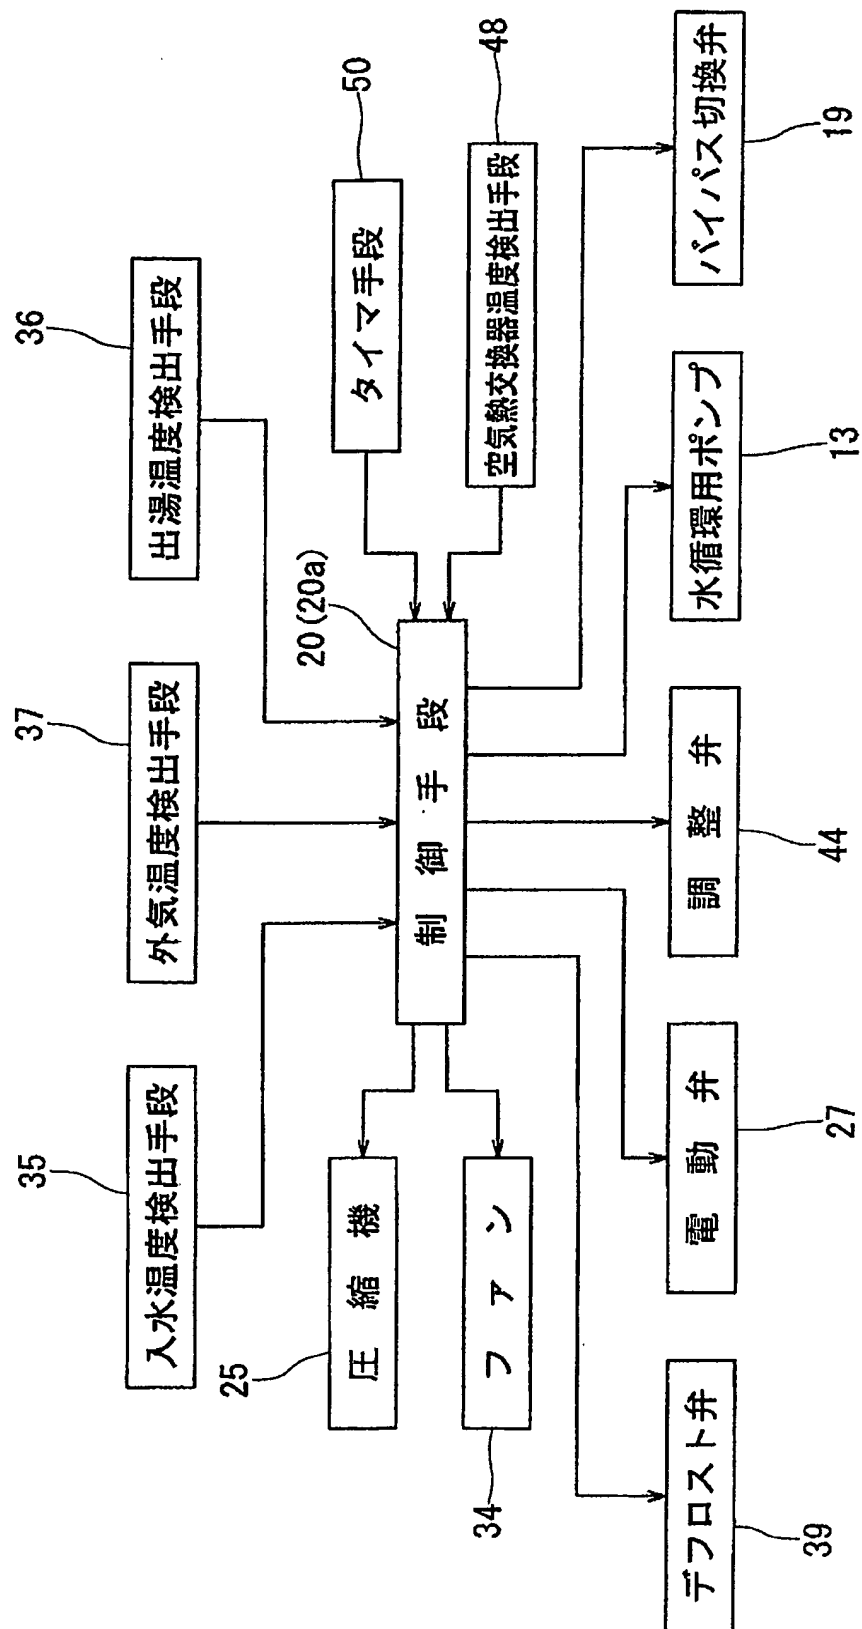 35
入水温度検出手段
37
外気温度検出手段
36
出湯温度検出手段
25
圧縮機
34
ファン
20(20a)
制御手段
50
タイマ手段
48
空気熱交換器温度検出手段
デフロスト弁
39
電動弁
27
調整弁
44
水循環用ポンプ
13
バイパス切換弁
19